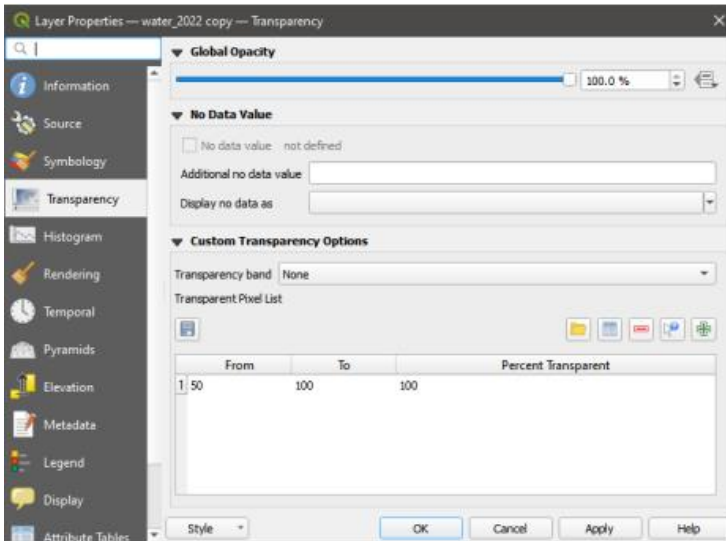 Layer Properties — water_2022 copy — Transparency
Information
Source
Symbology
Transparency
Histogram
Rendering
Temporal
Pyramids
Elevation
Metadata
Legend
Display
Attribute Tables
Global Opacity
100.0 %
No Data Value
No data value not defined
Additional no data value
Display no data as
Custom Transparency Options
Transparency band None
Transparent Pixel List
From To Percent Transparent
1 50 100 100
Style OK Cancel Apply Help